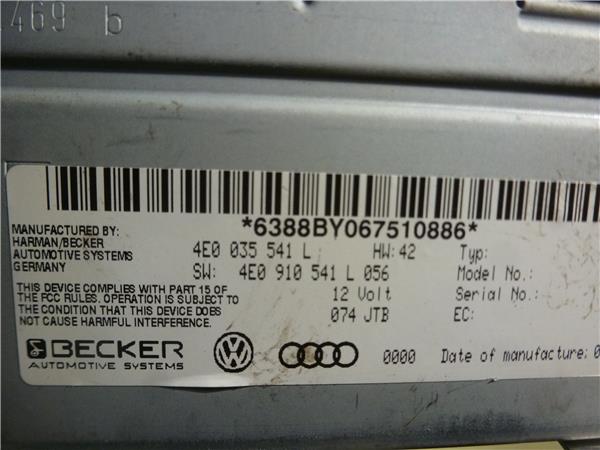 469 b
*6388BY067510886*
MANUFACTURED BY:
HARMAN/BECKER
AUTOMOTIVE SYSTEMS
GERMANY
4E0 035 541 L HW:42 Typ:
SW: 4E0 910 541 L 056 Model No.:
12 Volt Serial No.:
074 JTB EC:
THIS DEVICE COMPLIES WITH PART 15 OF
THE FCC RULES. OPERATION IS SUBJECT TO
THE CONDITION THAT THIS DEVICE DOES
NOT CAUSE HARMFUL INTERFERENCE.
BECKER
AUTOMOTIVE SYSTEMS
0000 Date of manufacture:0